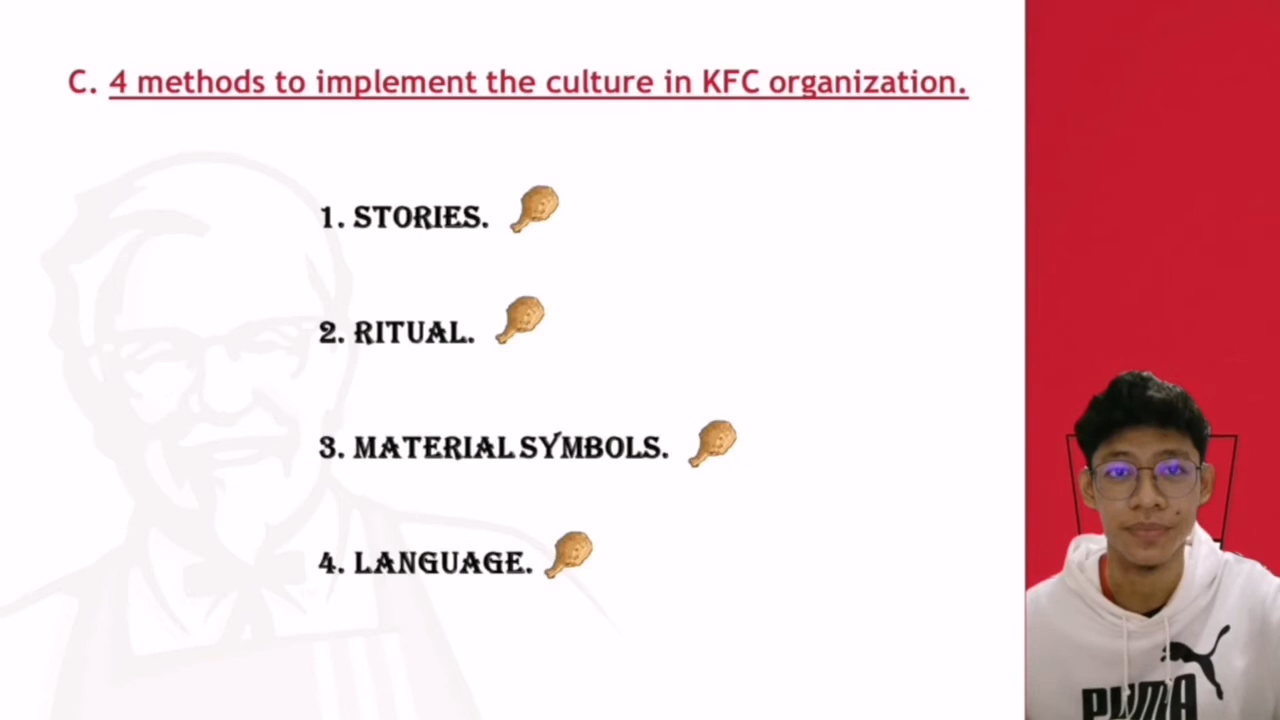 C. 4 methods to implement the culture in KFC organization.
1. STORIES.
2. RITUAL.
3. MATERIAL SYMBOLS.
4. LANGUAGE.
PUMA